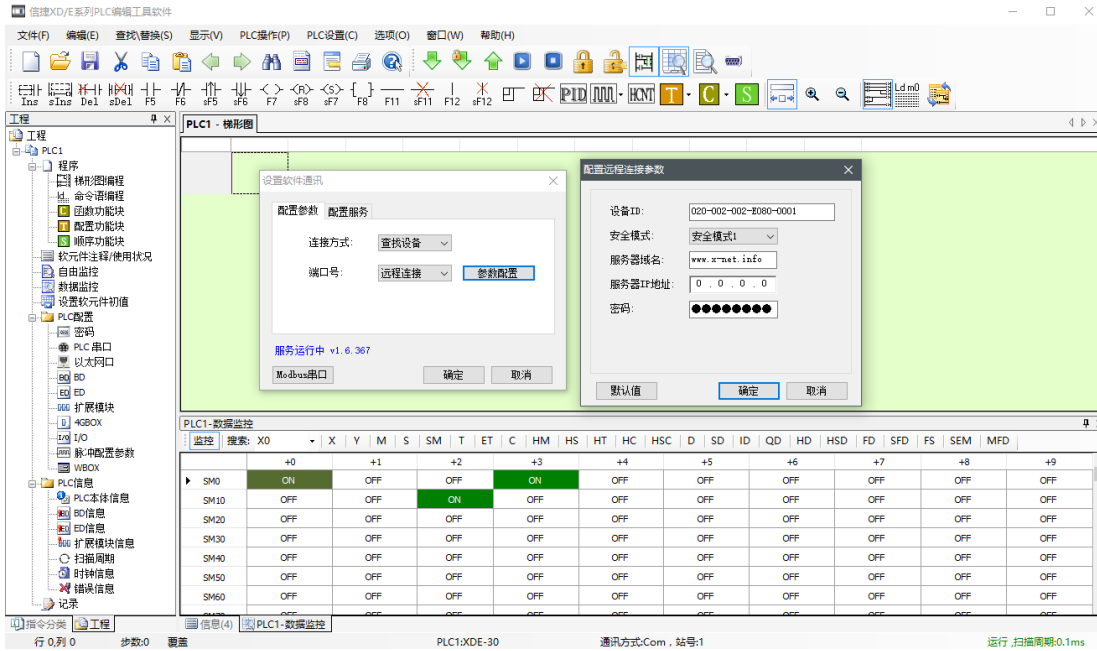 信捷XD/E系列PLC编辑工具软件
文件(F) 编辑(E) 查找\替换(S) 显示(V) PLC操作(P) PLC设置(C) 选项(O) 窗口(W) 帮助(H)
Ins sIns Del sDel F5 F6 sF5 sF6 F7 sF8 sF7 F8 F11 sF11 F12 sF12 PID HCNT T C S Ld m0
工程
PLC1 - 梯形图
工程
PLC1
程序
梯形图编程
命令语编程
函数功能块
配置功能块
顺序功能块
软元件注释/使用状况
自由监控
数据监控
设置软元件初值
PLC配置
密码
PLC 串口
以太网口
BD
ED
扩展模块
4GBOX
I/O
脉冲配置参数
WBOX
PLC信息
PLC本体信息
BD信息
ED信息
扩展模块信息
扫描周期
时钟信息
错误信息
记录
指令分类 工程
设置软件通讯
配置参数 配置服务
连接方式: 查找设备
端口号: 远程连接 参数配置
服务运行中 v1.6.367
Modbus串口 确定 取消
配置远程连接参数
设备ID: 020-002-002-E080-0001
安全模式: 安全模式1
服务器域名: www.x-net.info
服务器IP地址: 0 . 0 . 0 . 0
密码: ●●●●●●●●
默认值 确定 取消
PLC1-数据监控
监控 搜索: X0 X Y M S SM T ET C HM HS HT HC HSC D SD ID QD HD HSD FD SFD FS SEM MFD
+0 +1 +2 +3 +4 +5 +6 +7 +8 +9
SM0 ON OFF OFF ON OFF OFF OFF OFF OFF OFF
SM10 OFF OFF ON OFF OFF OFF OFF OFF OFF OFF
SM20 OFF OFF OFF OFF OFF OFF OFF OFF OFF OFF
SM30 OFF OFF OFF OFF OFF OFF OFF OFF OFF OFF
SM40 OFF OFF OFF OFF OFF OFF OFF OFF OFF OFF
SM50 OFF OFF OFF OFF OFF OFF OFF OFF OFF OFF
SM60 OFF OFF OFF OFF OFF OFF OFF OFF OFF OFF
信息(4) PLC1-数据监控
行 0,列 0 步数:0 覆盖 PLC1:XDE-30 通讯方式:Com，站号:1 运行 ,扫描周期:0.1ms